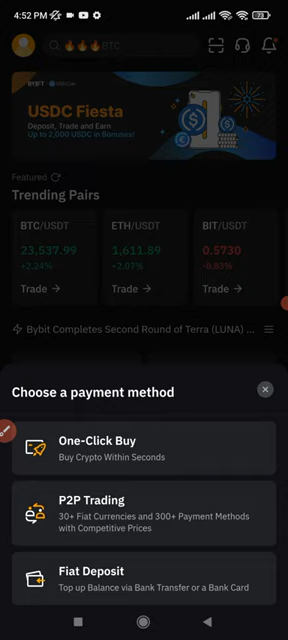 4:52 PM
73
BTC
BYBIT
USDC Fiesta
Deposit, Trade and Earn
Up to 2,000 USDC in Bonuses!
Featured
Trending Pairs
BTC/USDT ETH/USDT BIT/USDT
23,537.99 1,611.89 0.5730
+2.24% +2.07% -0.83%
Trade → Trade → Trade →
Bybit Completes Second Round of Terra (LUNA) ...
Choose a payment method
One-Click Buy
Buy Crypto Within Seconds
P2P Trading
30+ Fiat Currencies and 300+ Payment Methods
with Competitive Prices
Fiat Deposit
Top up Balance via Bank Transfer or a Bank Card